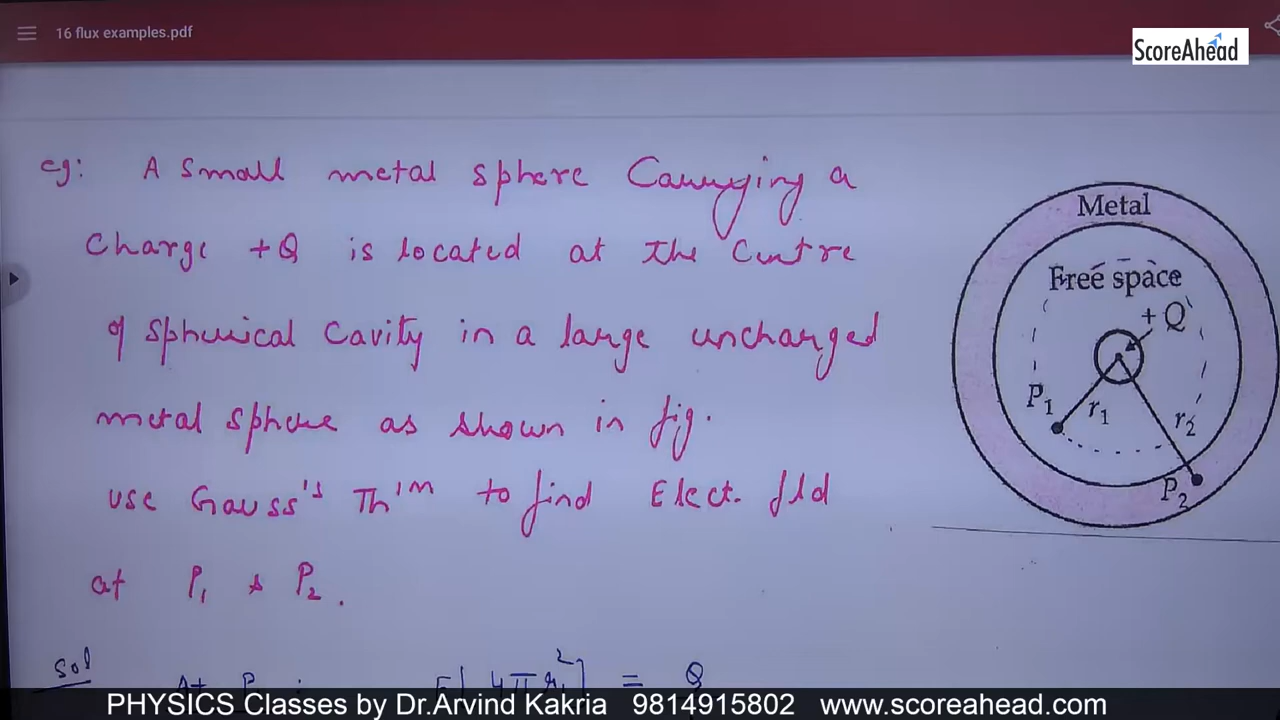 16 flux examples.pdf
ScoreAhead
eg: A small metal sphere Carrying a
Charge +Q is located at the Centre
of spherical Cavity in a large uncharged
metal sphere as shown in fig.
use Gauss's Th'm to find Elect. fld
at P₁ & P₂.
Metal
Free space
+Q
P₁
r₁
r₂
P₂
Sol
At P : E[4πr₁²] = Q
PHYSICS Classes by Dr.Arvind Kakria 9814915802 www.scoreahead.com